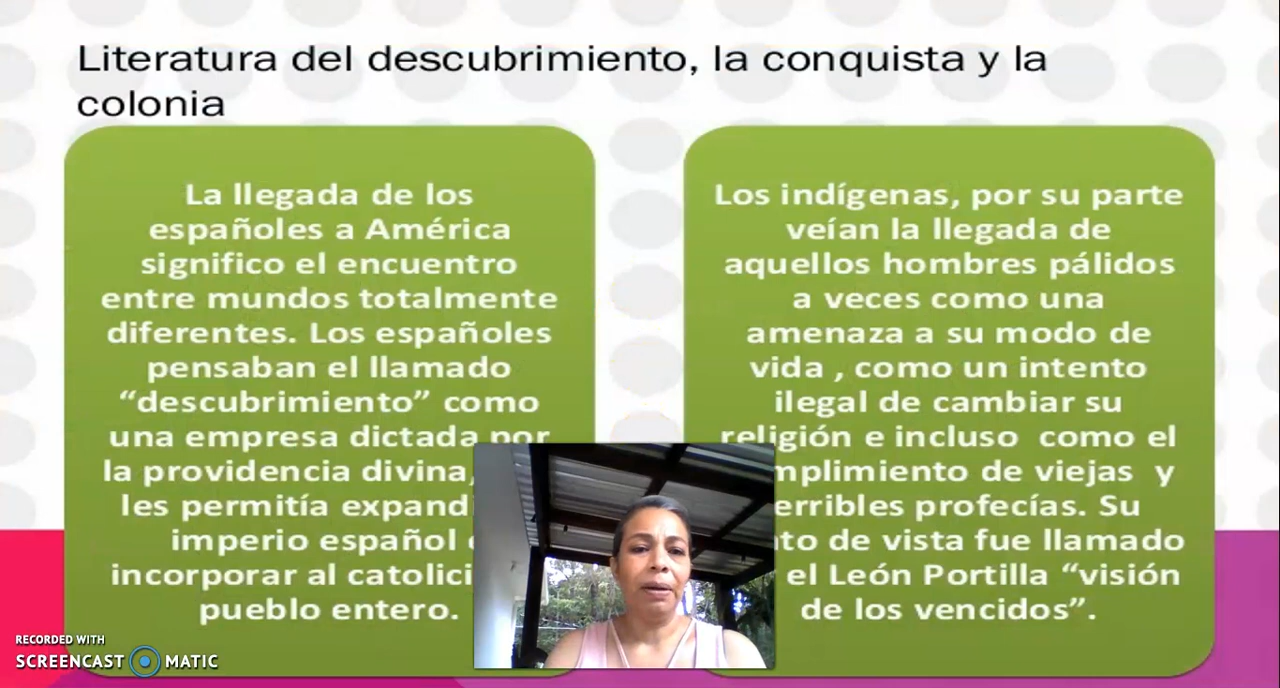 Literatura del descubrimiento, la conquista y la
colonia
La llegada de los
españoles a América
significo el encuentro
entre mundos totalmente
diferentes. Los españoles
pensaban el llamado
“descubrimiento” como
una empresa dictada por
la providencia divina,
les permitía
imperio español
incorporar al
pueblo entero.
Los indígenas, por su parte
veían la llegada de
aquellos hombres pálidos
a veces como una
amenaza a su modo de
vida , como un intento
ilegal de cambiar su
religión e incluso como el
de viejas y
profecías. Su
de vista fue llamado
el León Portilla “visión
de los vencidos”.
RECORDED WITH
SCREENCAST MATIC